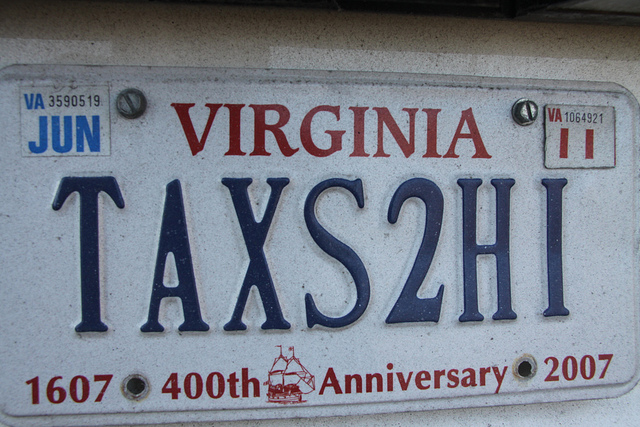 VA 3590519
JUN
VIRGINIA
VA 1064921
11
TAXS2HI
1607 400th Anniversary 2007